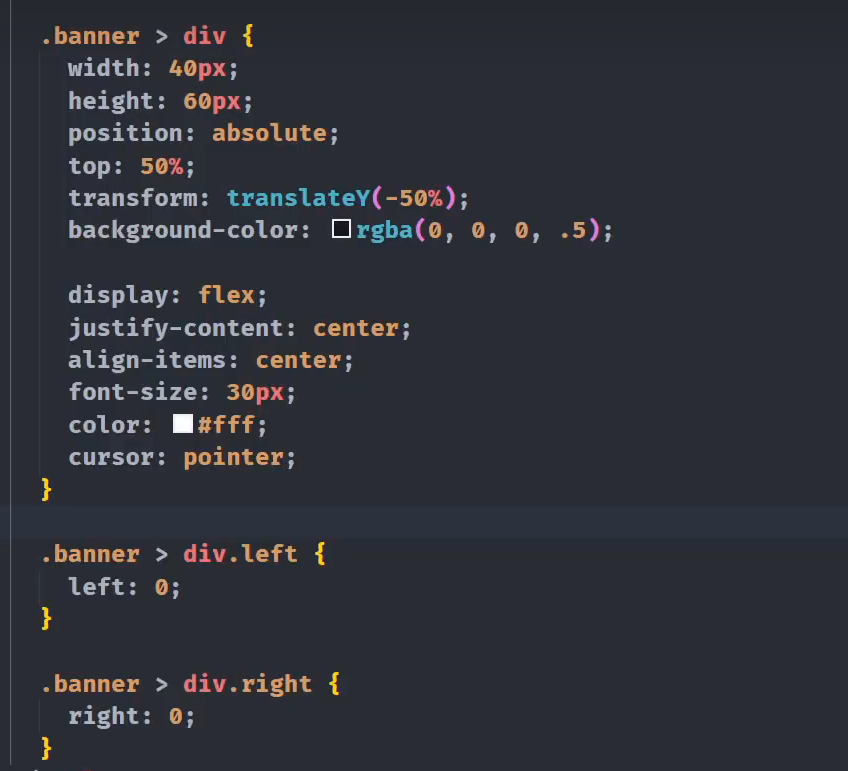 .banner > div {
  width: 40px;
  height: 60px;
  position: absolute;
  top: 50%;
  transform: translateY(-50%);
  background-color: rgba(0, 0, 0, .5);

  display: flex;
  justify-content: center;
  align-items: center;
  font-size: 30px;
  color: #fff;
  cursor: pointer;
}

.banner > div.left {
  left: 0;
}

.banner > div.right {
  right: 0;
}